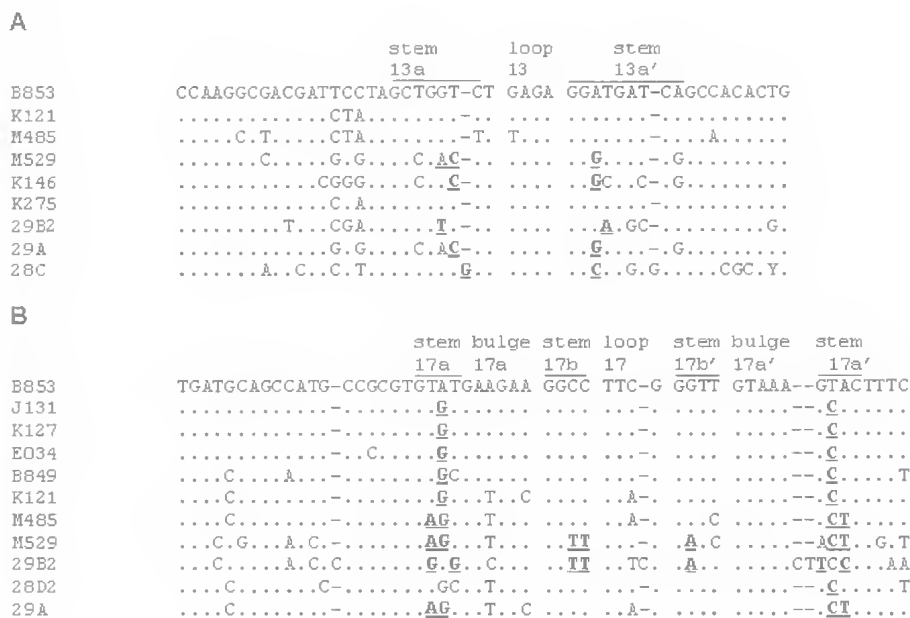 A
stem loop stem
13a 13 13a'
B853 CCAAGGCGACGATTCCTAGCTGGT-CT GAGA GGATGAT-CAGCCACACTG
K121 ..............CTA.........-.. .... .......-...........
M485 .....C.T......CTA.........-T. T... .......-.....A.....
M529 .......C......G.G....C.AC-.. .... ..G....-.G.........
K146 .............CGGG....C..C-.. .... ..GC..C-.G.........
K275 ..............C.A.........-.. .... .......-...........
29B2 ..........T...CGA.......T..-.. .... ...A.GC-.........G.
29A ..............G.G....C.AC-.. .... ..G....-.G.........
28C .......A..C..C.T.........G.. .... ..C..G.G.....CGC.Y.
B
stem bulge stem loop stem bulge stem
17a 17a 17b 17 17b' 17a' 17a'
B853 TGATGCAGCCATG-CCGCGTGTATGAAGAA GGCC TTC-G GGTT GTAAA--GTACTTTC
J131 .............-.........G....... .... ...-. .... .....--.C......
K127 .............-.........G....... .... ...-. .... .....--.C......
EO34 .............-..C......G....... .... ...-. .... .....--.C......
B849 ....C....A...-.........GC...... .... ...-. .... .....--.C.....T
K121 ....C........-.........G...T..C .... ..A-. .... .....--.C......
M485 ....C........-........AG...T... .... ..A-. ...C .....--.CT.....
M529 ...C.G...A.C.-........AG...T... ..TT ...-. A.C. .....--ACT..G.T
29B2 ...C.....A.C.C-.......G.G..C... ..TT ..TC. A... ....CTTCC...AA
28D2 ....C.......C-.........GC..T... .... ...-. .... .....--.C.....T
29A ....C........-........AG...T..C .... ..A-. .... .....--.CT.....